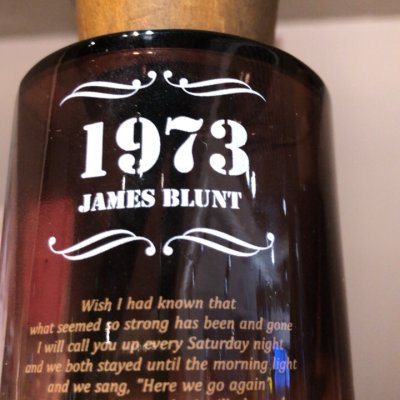 1973
JAMES BLUNT
Wish I had known that
what seemed so strong has been and gone
I will call you up every Saturday night
and we both stayed until the morning light
and we sang, "Here we go again"